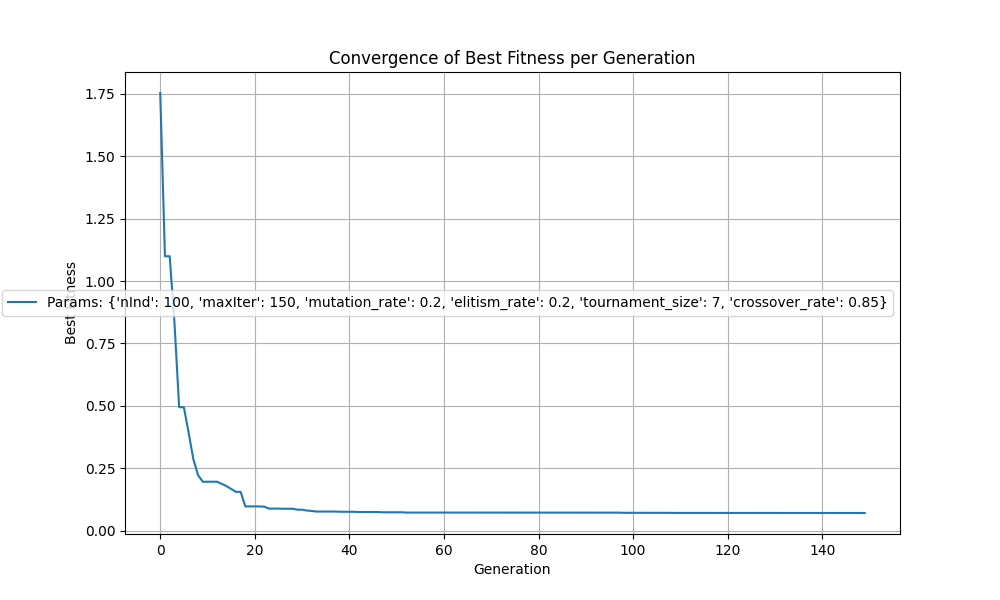 Convergence of Best Fitness per Generation
1.75
1.50
1.25
1.00
0.75
0.50
0.25
0.00
Best
Params: {'nInd': 100, 'maxIter': 150, 'mutation_rate': 0.2, 'elitism_rate': 0.2, 'tournament_size': 7, 'crossover_rate': 0.85}
0 20 40 60 80 100 120 140
Generation